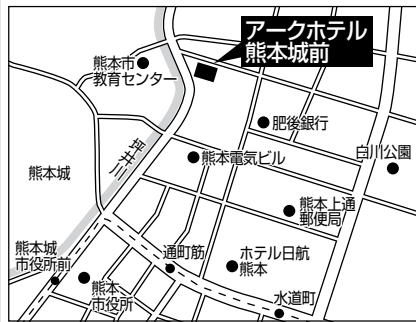 アークホテル
熊本城前
熊本市
教育センター
肥後銀行
白川公園
坪井川
熊本電気ビル
熊本城
熊本上通
郵便局
熊本城
市役所前
通町筋
ホテル日航
熊本
熊本
市役所
水道町